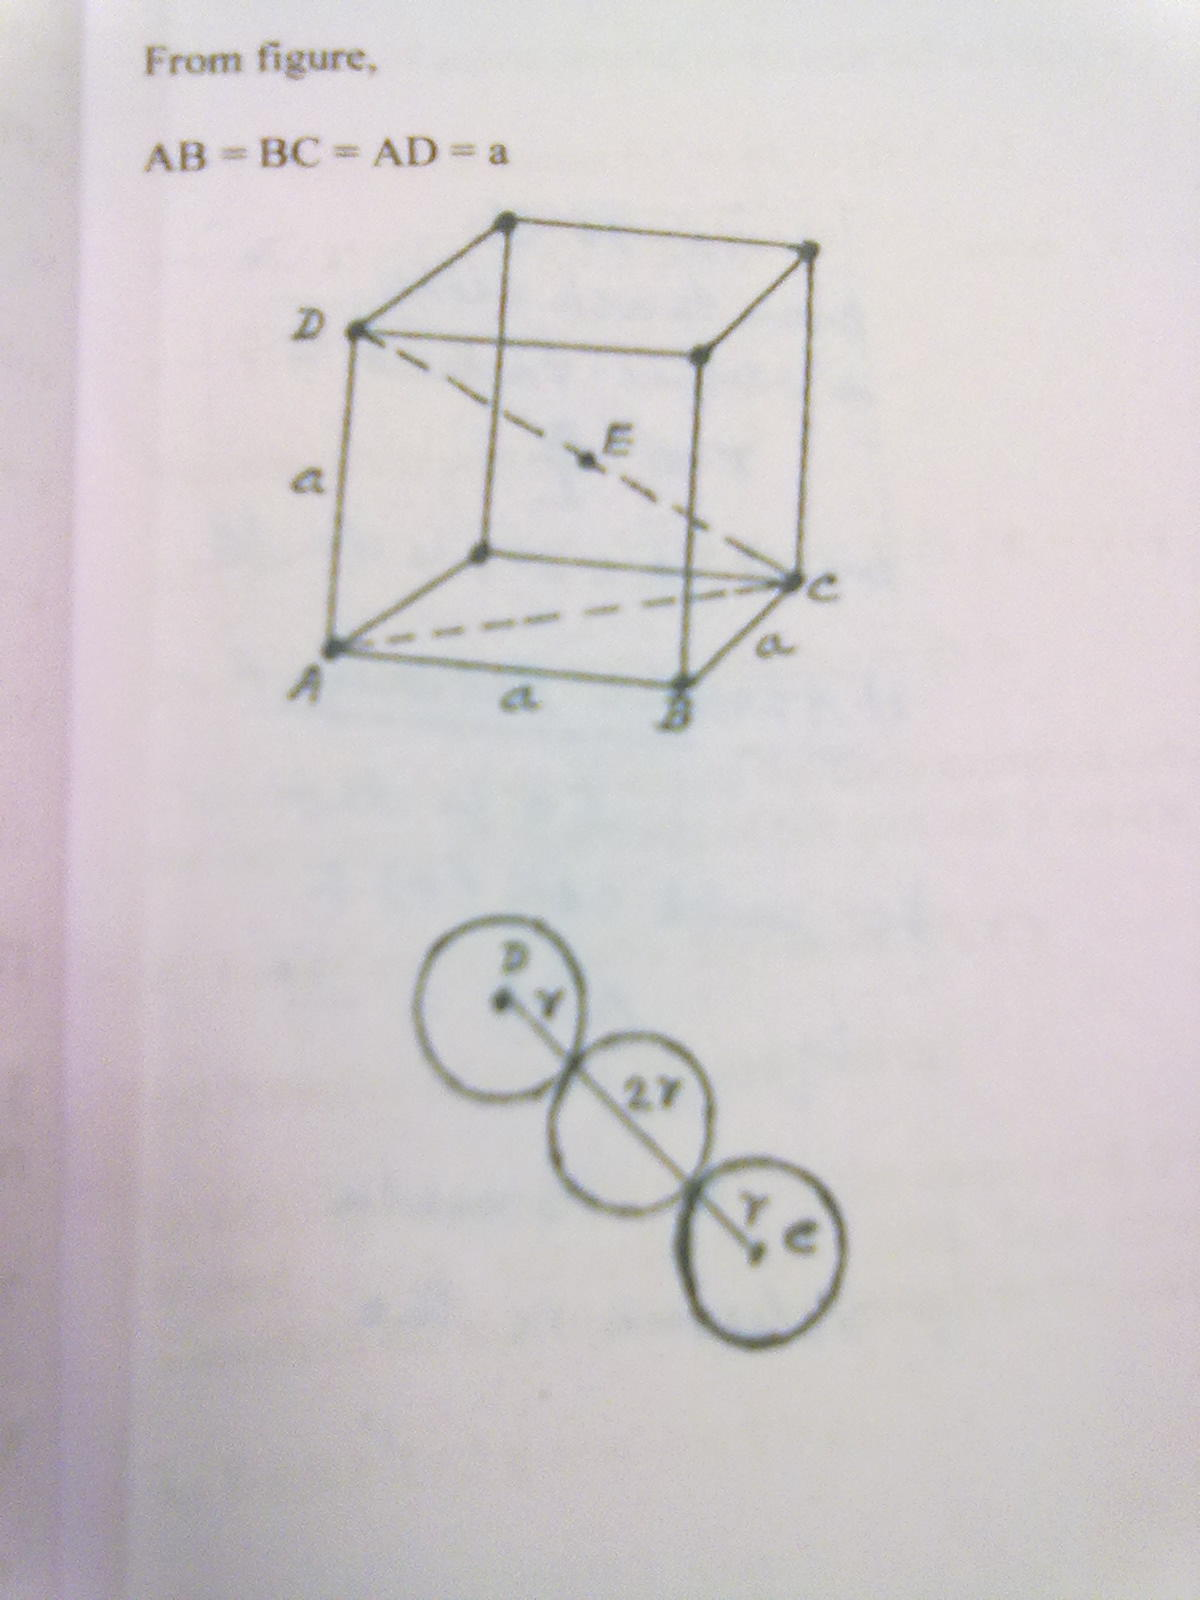 From figure,
AB = BC = AD = a
D
E
a
C
a
A
a
B
D
r
2r
r
C